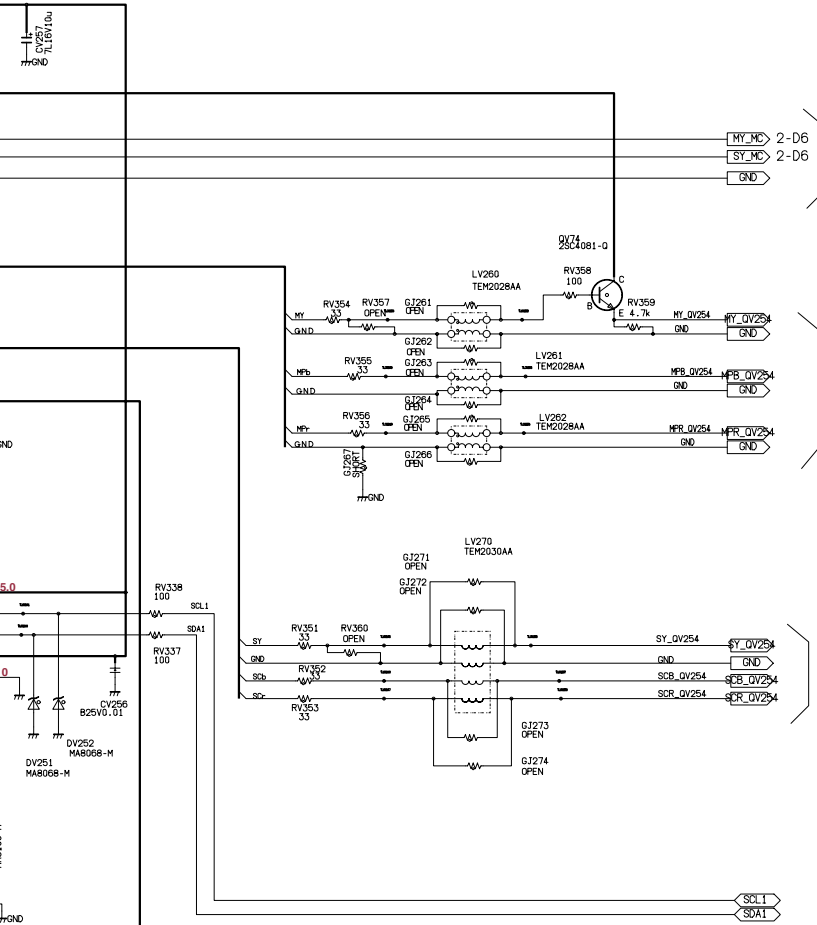 CV257
7L16V10u
GND
MY_MC 2-D6
SY_MC 2-D6
GND
QV74
2SC4081-Q
LV260
TEM2028AA
RV358
100
C
B
E
RV359
4.7k
RV354
33
RV357
OPEN
GJ261
OPEN
MY
MY_QV254
MY_QV254
GND
GND
GND
GJ262
OPEN
GJ263
OPEN
LV261
TEM2028AA
RV355
33
MPb
MPB_QV254
MPB_QV254
GND
GND
GND
GJ264
OPEN
GJ265
OPEN
LV262
TEM2028AA
RV356
33
MPr
MPR_QV254
MPR_QV254
GND
GND
GND
GJ266
OPEN
GJ267
SHORT
GND
GND
LV270
TEM2030AA
GJ271
OPEN
GJ272
OPEN
5.0
RV338
100
SCL1
SDA1
RV337
100
RV351
33
RV360
OPEN
SY
SY_QV254
SY_QV254
GND
GND
GND
RV352
33
SCb
SCB_QV254
SCB_QV254
SCr
SCR_QV254
SCR_QV254
RV353
33
0
CV256
B25V0.01
GJ273
OPEN
DV252
MA8068-M
DV251
MA8068-M
GJ274
OPEN
SCL1
SDA1
GND